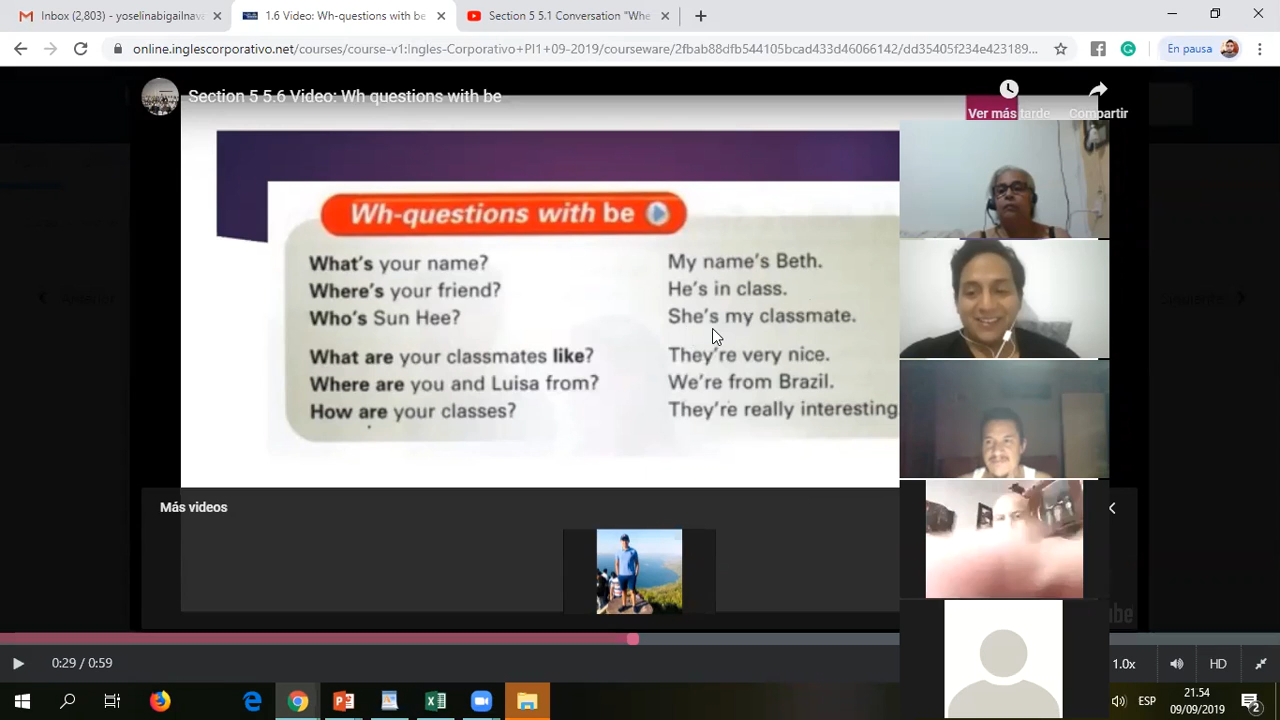 Inbox (2,803) - yoselinabigailnava
1.6 Video: Wh-questions with be
Section 5 5.1 Conversation "Whe
online.inglescorporativo.net/courses/course-v1:Ingles-Corporativo+PI1+09-2019/courseware/2fbab88dfb544105bcad433d46066142/dd35405f234e423189...
En pausa
Section 5 5.6 Video: Wh questions with be
Ver más tarde
Compartir
Wh-questions with be
What's your name? My name's Beth.
Where's your friend? He's in class.
Who's Sun Hee? She's my classmate.
What are your classmates like? They're very nice.
Where are you and Luisa from? We're from Brazil.
How are your classes? They're really interesting
Más videos
0:29 / 0:59
1.0x
HD
ESP
21.54
09/09/2019
2